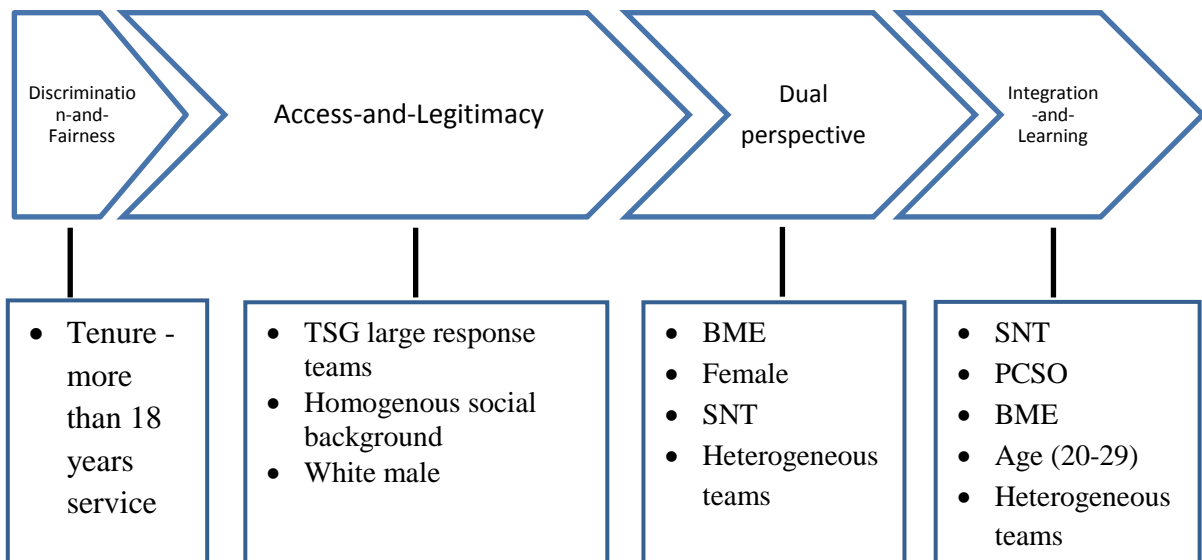 Discriminatio
n-and-
Fairness
Access-and-Legitimacy
Dual
perspective
Integration
-and-
Learning
• Tenure -
more
than 18
years
service
• TSG large response
teams
• Homogenous social
background
• White male
• BME
• Female
• SNT
• Heterogeneous
teams
• SNT
• PCSO
• BME
• Age (20-29)
• Heterogeneous
teams